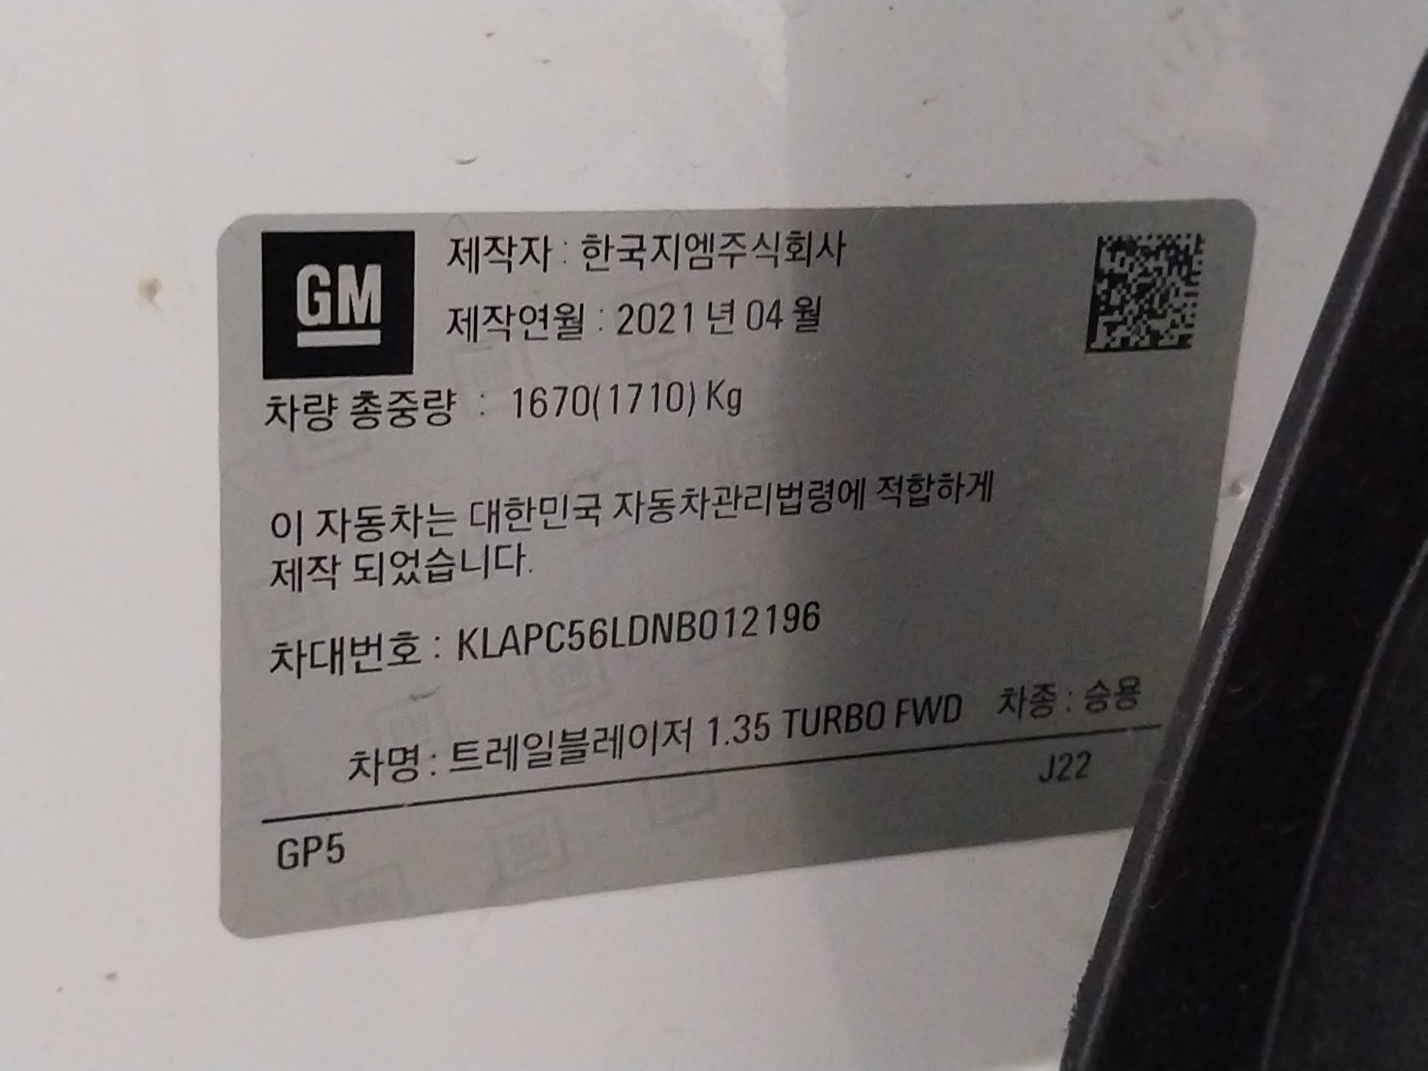 GM
제작자 : 한국지엠주식회사
제작연월 : 2021 년 04 월
차량 총중량 : 1670(1710) Kg
이 자동차는 대한민국 자동차관리법령에 적합하게
제작 되었습니다.
차대번호 : KLAPC56LDNB012196
차명 : 트레일블레이저 1.35 TURBO FWD 차종 : 승용
J22
GP5